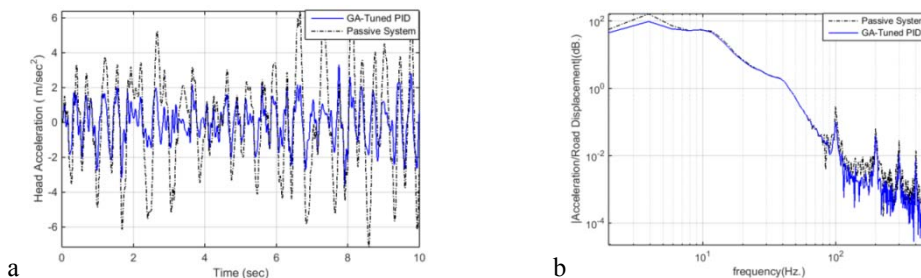 GA-Tuned PID
Passive System
Head Acceleration ( m/sec²)
6
4
2
0
-2
-4
-6
0 2 4 6 8 10
Time (sec)
a
Passive System
GA-Tuned PID
|Acceleration/Road Displacement|(dB.)
10²
10⁰
10⁻²
10⁻⁴
10¹ 10²
frequency(Hz.)
b